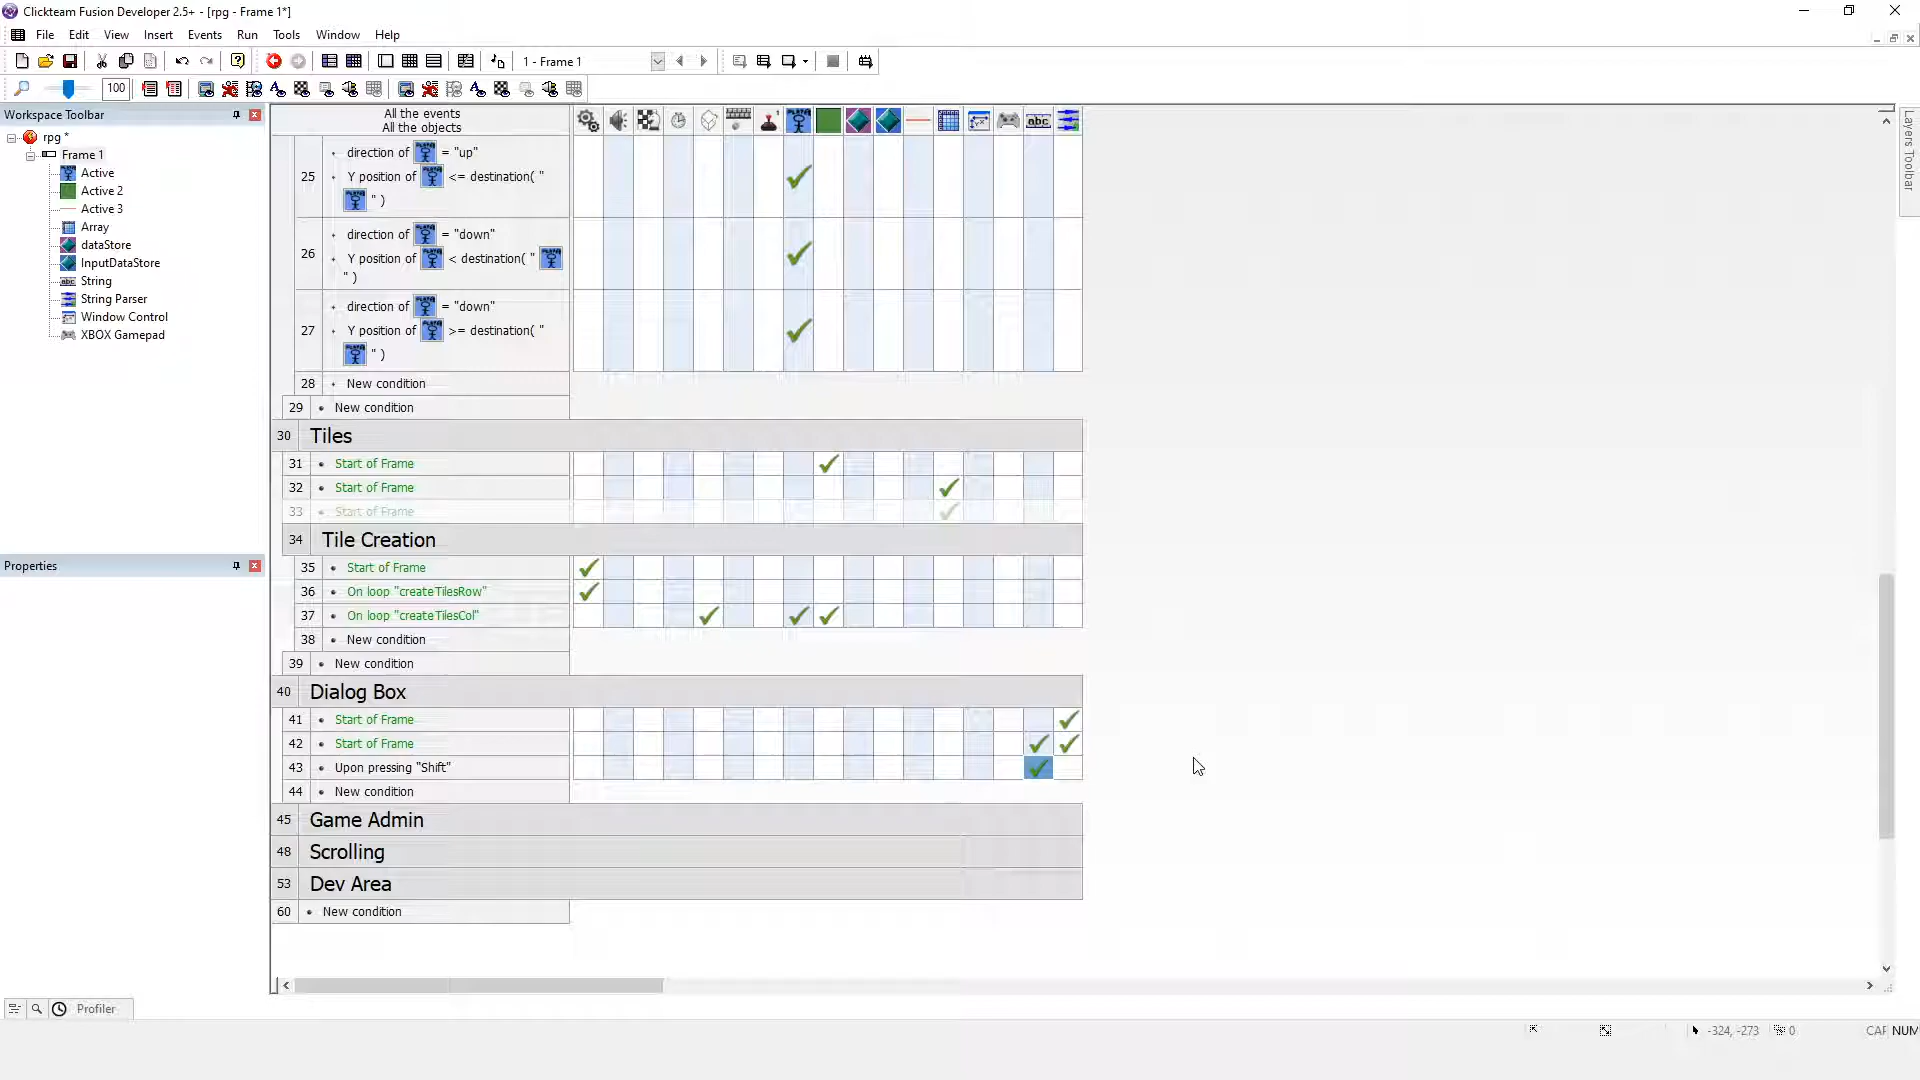 Clickteam Fusion Developer 2.5+ - [rpg - Frame 1*]
File Edit View Insert Events Run Tools Window Help
1 - Frame 1
100
Workspace Toolbar
rpg *
Frame 1
Active
Active 2
Active 3
Array
dataStore
InputDataStore
String
String Parser
Window Control
XBOX Gamepad
Properties
Profiler
All the events
All the objects
abc
25 • direction of = "up"
• Y position of <= destination( "
" )
26 • direction of = "down"
• Y position of < destination( "
" )
27 • direction of = "down"
• Y position of >= destination( "
" )
28 • New condition
29 • New condition
30 Tiles
31 • Start of Frame
32 • Start of Frame
33 • Start of Frame
34 Tile Creation
35 • Start of Frame
36 • On loop "createTilesRow"
37 • On loop "createTilesCol"
38 • New condition
39 • New condition
40 Dialog Box
41 • Start of Frame
42 • Start of Frame
43 • Upon pressing "Shift"
44 • New condition
45 Game Admin
48 Scrolling
53 Dev Area
60 • New condition
Layers Toolbar
-324, -273 0 CAP NUM